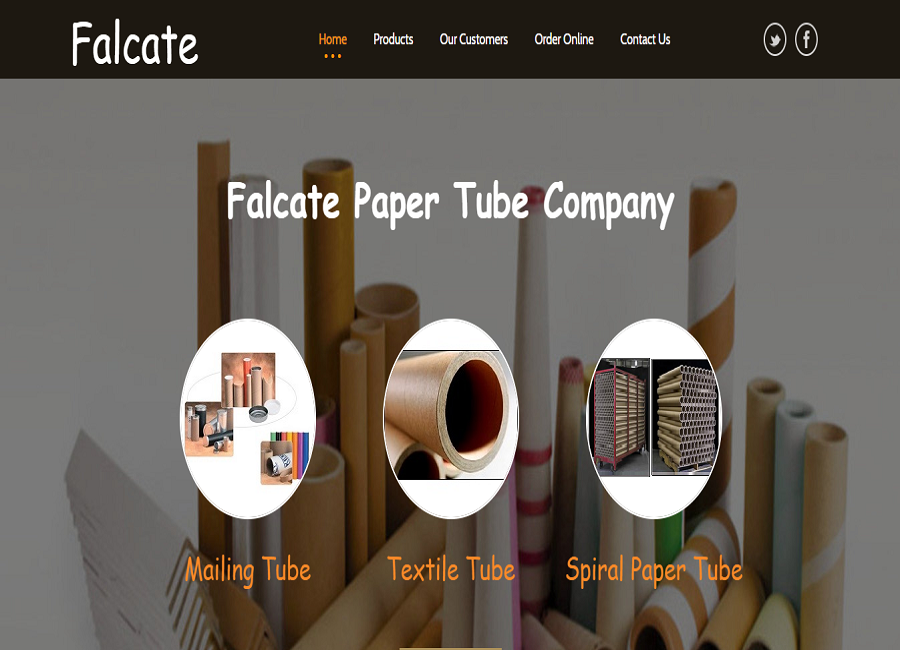 Falcate
Home Products Our Customers Order Online Contact Us
Falcate Paper Tube Company
Mailing Tube Textile Tube Spiral Paper Tube